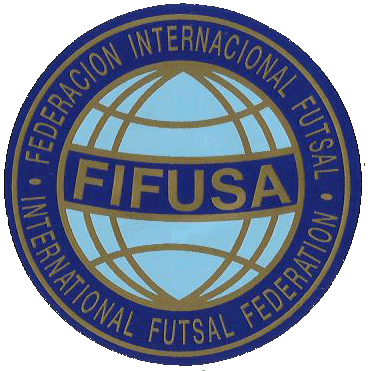 FEDERACION INTERNACIONAL FUTSAL
FIFUSA
INTERNATIONAL FUTSAL FEDERATION